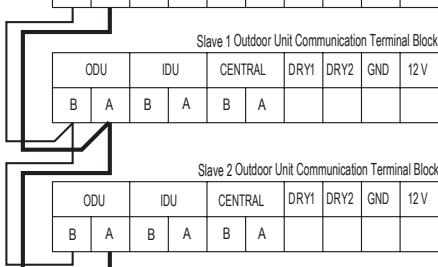 Slave 1 Outdoor Unit Communication Terminal Block
ODU IDU CENTRAL DRY1 DRY2 GND 12 V
B A B A B A
Slave 2 Outdoor Unit Communication Terminal Block
ODU IDU CENTRAL DRY1 DRY2 GND 12 V
B A B A B A